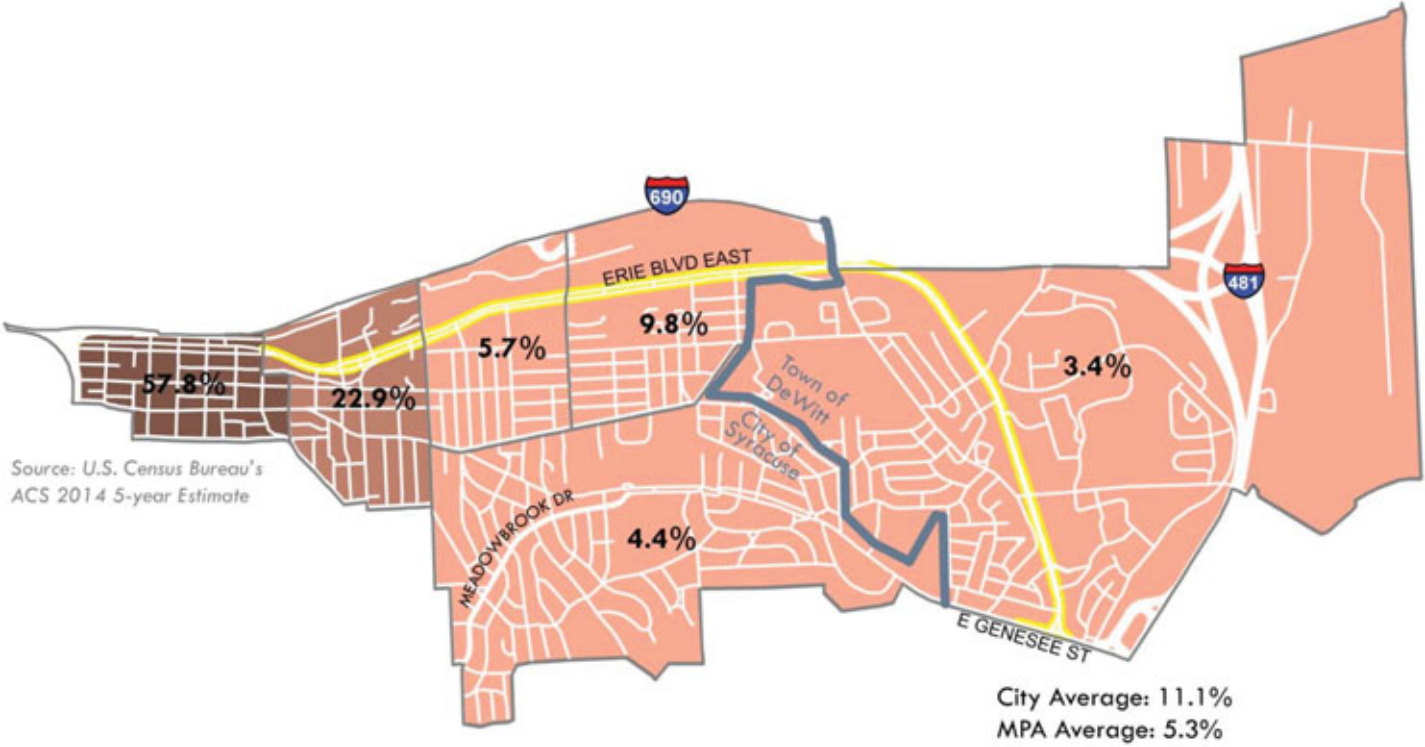 690
ERIE BLVD EAST
481
9.8%
5.7%
3.4%
57.8%
22.9%
Town of
DeWitt
City of
Syracuse
Source: U.S. Census Bureau's
ACS 2014 5-year Estimate
MEADOWBROOK DR
4.4%
E GENESEE ST
City Average: 11.1%
MPA Average: 5.3%